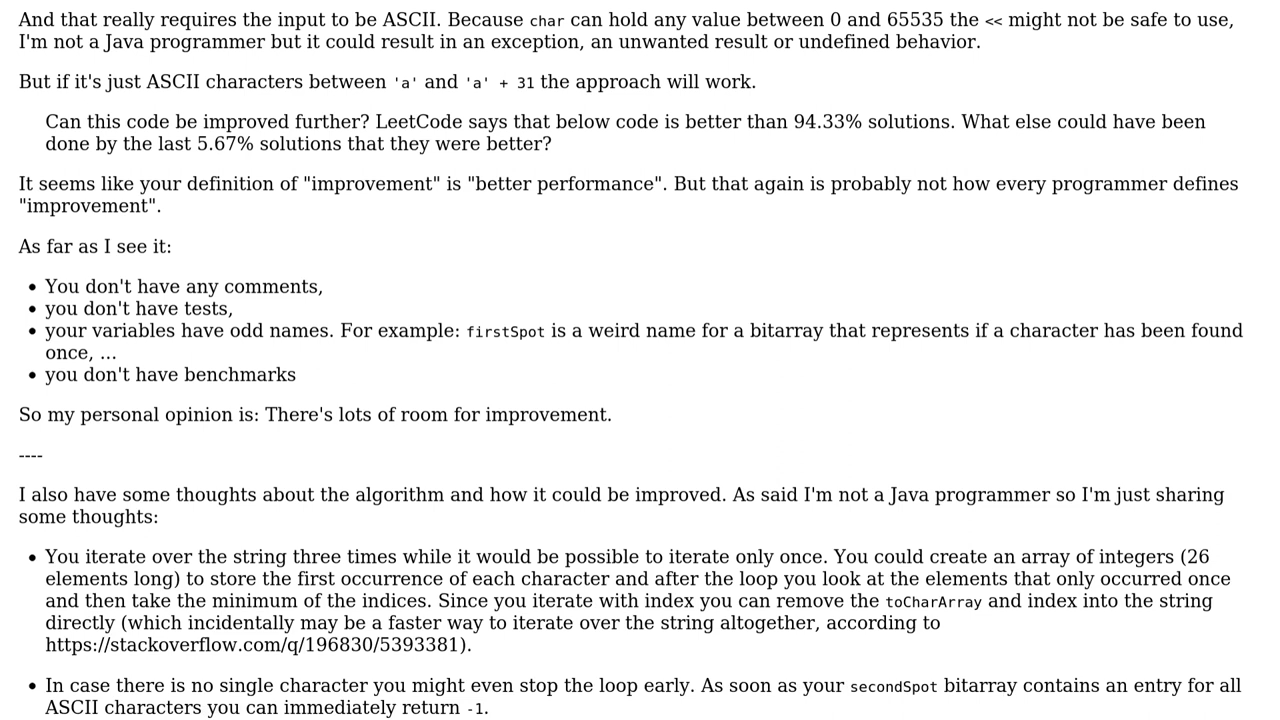 And that really requires the input to be ASCII. Because char can hold any value between 0 and 65535 the << might not be safe to use,
I'm not a Java programmer but it could result in an exception, an unwanted result or undefined behavior.
But if it's just ASCII characters between 'a' and 'a' + 31 the approach will work.
Can this code be improved further? LeetCode says that below code is better than 94.33% solutions. What else could have been
done by the last 5.67% solutions that they were better?
It seems like your definition of "improvement" is "better performance". But that again is probably not how every programmer defines
"improvement".
As far as I see it:
• You don't have any comments,
• you don't have tests,
• your variables have odd names. For example: firstSpot is a weird name for a bitarray that represents if a character has been found
once, ...
• you don't have benchmarks
So my personal opinion is: There's lots of room for improvement.
----
I also have some thoughts about the algorithm and how it could be improved. As said I'm not a Java programmer so I'm just sharing
some thoughts:
• You iterate over the string three times while it would be possible to iterate only once. You could create an array of integers (26
elements long) to store the first occurrence of each character and after the loop you look at the elements that only occurred once
and then take the minimum of the indices. Since you iterate with index you can remove the toCharArray and index into the string
directly (which incidentally may be a faster way to iterate over the string altogether, according to
https://stackoverflow.com/q/196830/5393381).
• In case there is no single character you might even stop the loop early. As soon as your secondSpot bitarray contains an entry for all
ASCII characters you can immediately return -1.